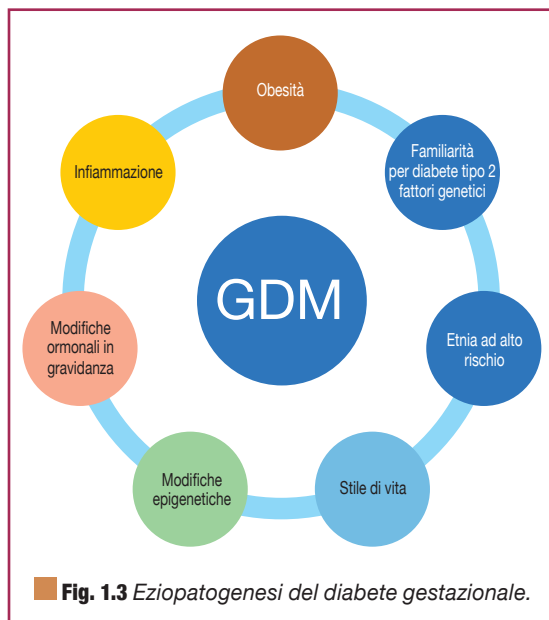 Obesità
Familiarità
per diabete tipo 2
fattori genetici
Etnia ad alto
rischio
Stile di vita
Modifiche
epigenetiche
Modifiche
ormonali in
gravidanza
Infiammazione
GDM
Fig. 1.3 Eziopatogenesi del diabete gestazionale.